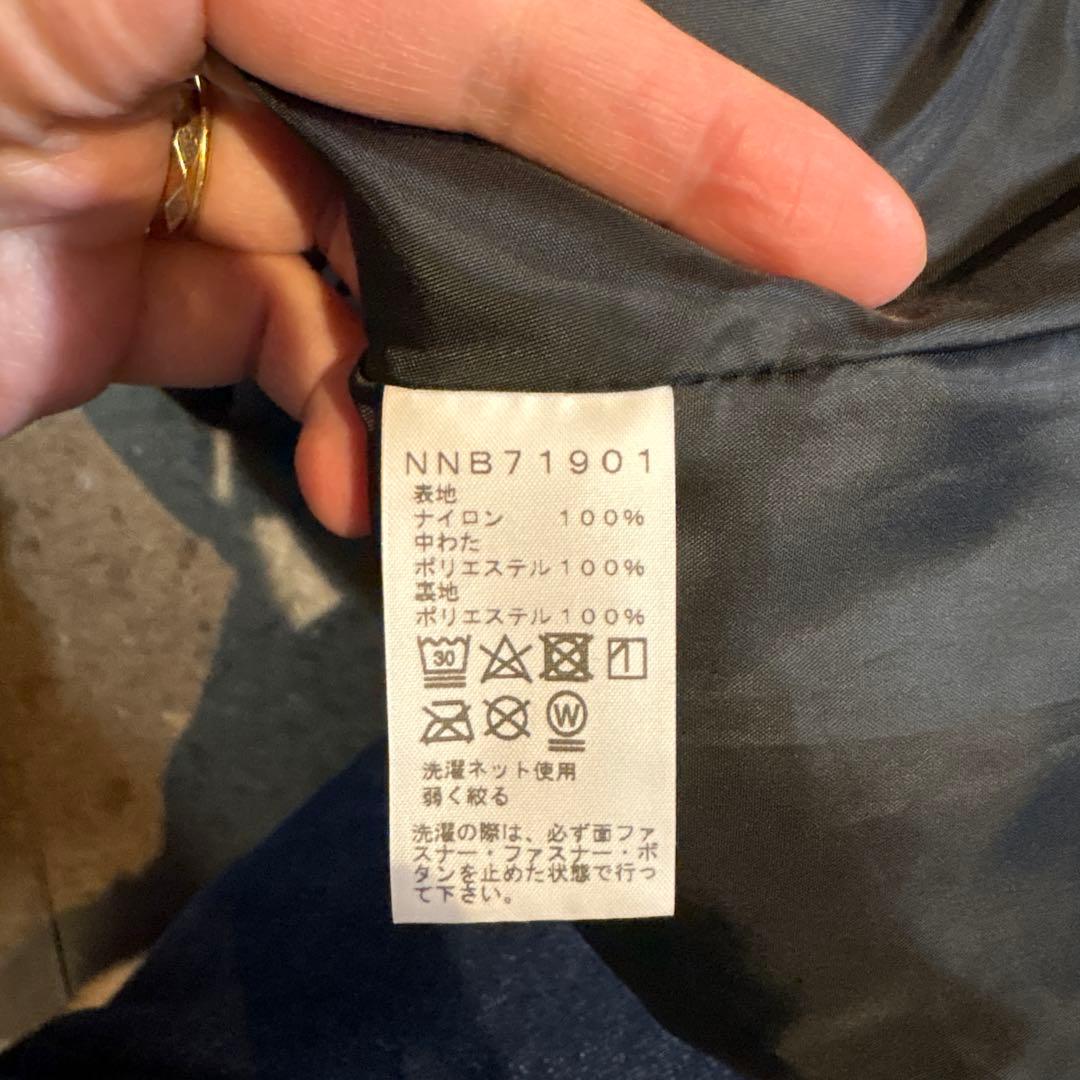 NNB71901
表地
ナイロン 100%
中わた
ポリエステル100%
裏地
ポリエステル100%
30
W
洗濯ネット使用
弱く絞る
洗濯の際は、必ず面ファ
スナー・ファスナー・ボ
タンを止めた状態で行っ
て下さい。